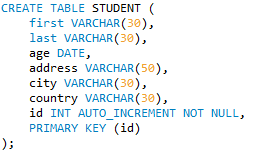 CREATE TABLE STUDENT (
    first VARCHAR(30),
    last VARCHAR(30),
    age DATE,
    address VARCHAR(50),
    city VARCHAR(30),
    country VARCHAR(30),
    id INT AUTO_INCREMENT NOT NULL,
    PRIMARY KEY (id)
);